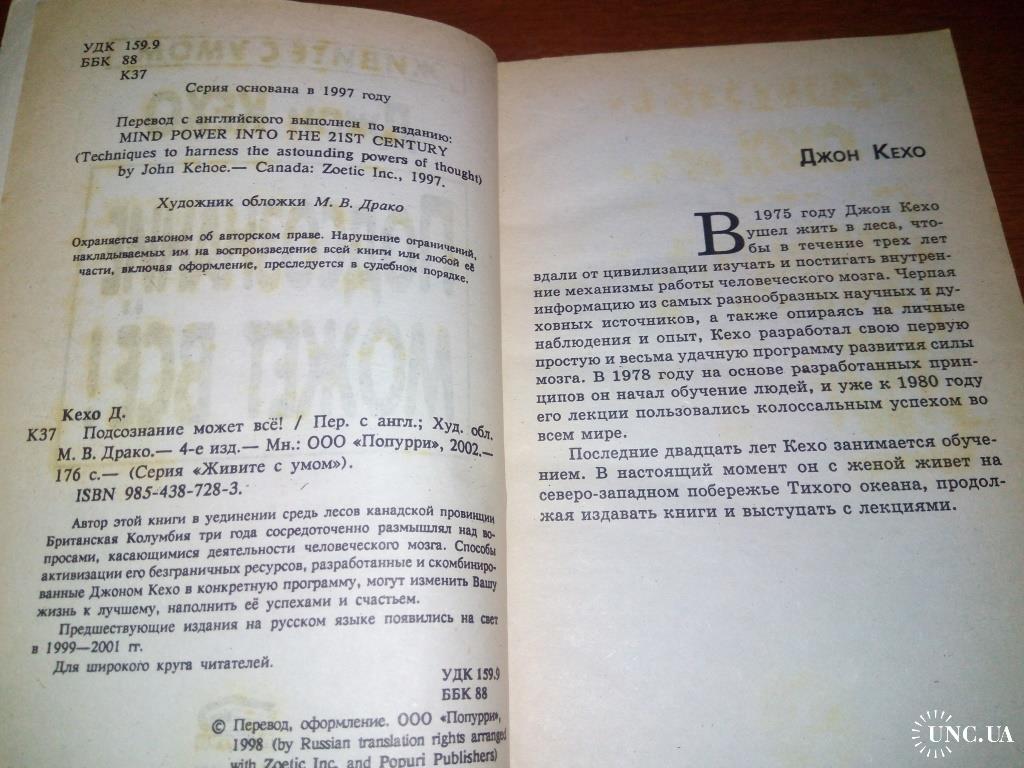 УДК 159.9
ББК 88
К37
Серия основана в 1997 году
Перевод с английского выполнен по изданию:
MIND POWER INTO THE 21ST CENTURY
(Techniques to harness the astounding powers of thought)
by John Kehoe.— Canada: Zoetic Inc., 1997.
Художник обложки М. В. Драко
Охраняется законом об авторском праве. Нарушение ограничений,
накладываемых им на воспроизведение всей книги или любой её
части, включая оформление, преследуется в судебном порядке.
Кехо Д.
К37 Подсознание может всё! / Пер. с англ.; Худ. обл.
М. В. Драко.— 4-е изд.— Мн.: ООО «Попурри», 2002.—
176 с.— (Серия «Живите с умом»).
ISBN 985-438-728-3.
Автор этой книги в уединении средь лесов канадской провинции
Британская Колумбия три года сосредоточенно размышлял над во-
просами, касающимися деятельности человеческого мозга. Способы
активизации его безграничных ресурсов, разработанные и скомбиниро-
ванные Джоном Кехо в конкретную программу, могут изменить Вашу
жизнь к лучшему, наполнить её успехами и счастьем.
Предшествующие издания на русском языке появились на свет
в 1999—2001 гг.
Для широкого круга читателей.
УДК 159.9
ББК 88
© Перевод, оформление. ООО «Попурри»,
1998 (by Russian translation rights arranged
with Zoetic Inc. and Popuri Publishers)
Джон Кехо
В 1975 году Джон Кехо
ушел жить в леса, что-
бы в течение трех лет
вдали от цивилизации изучать и постигать внутрен-
ние механизмы работы человеческого мозга. Черпая
информацию из самых разнообразных научных и ду-
ховных источников, а также опираясь на личные
наблюдения и опыт, Кехо разработал свою первую
простую и весьма удачную программу развития силы
мозга. В 1978 году на основе разработанных прин-
ципов он начал обучение людей, и уже к 1980 году
его лекции пользовались колоссальным успехом во
всем мире.
Последние двадцать лет Кехо занимается обуче-
нием. В настоящий момент он с женой живет на
северо-западном побережье Тихого океана, продол-
жая издавать книги и выступать с лекциями.
UNC.UA